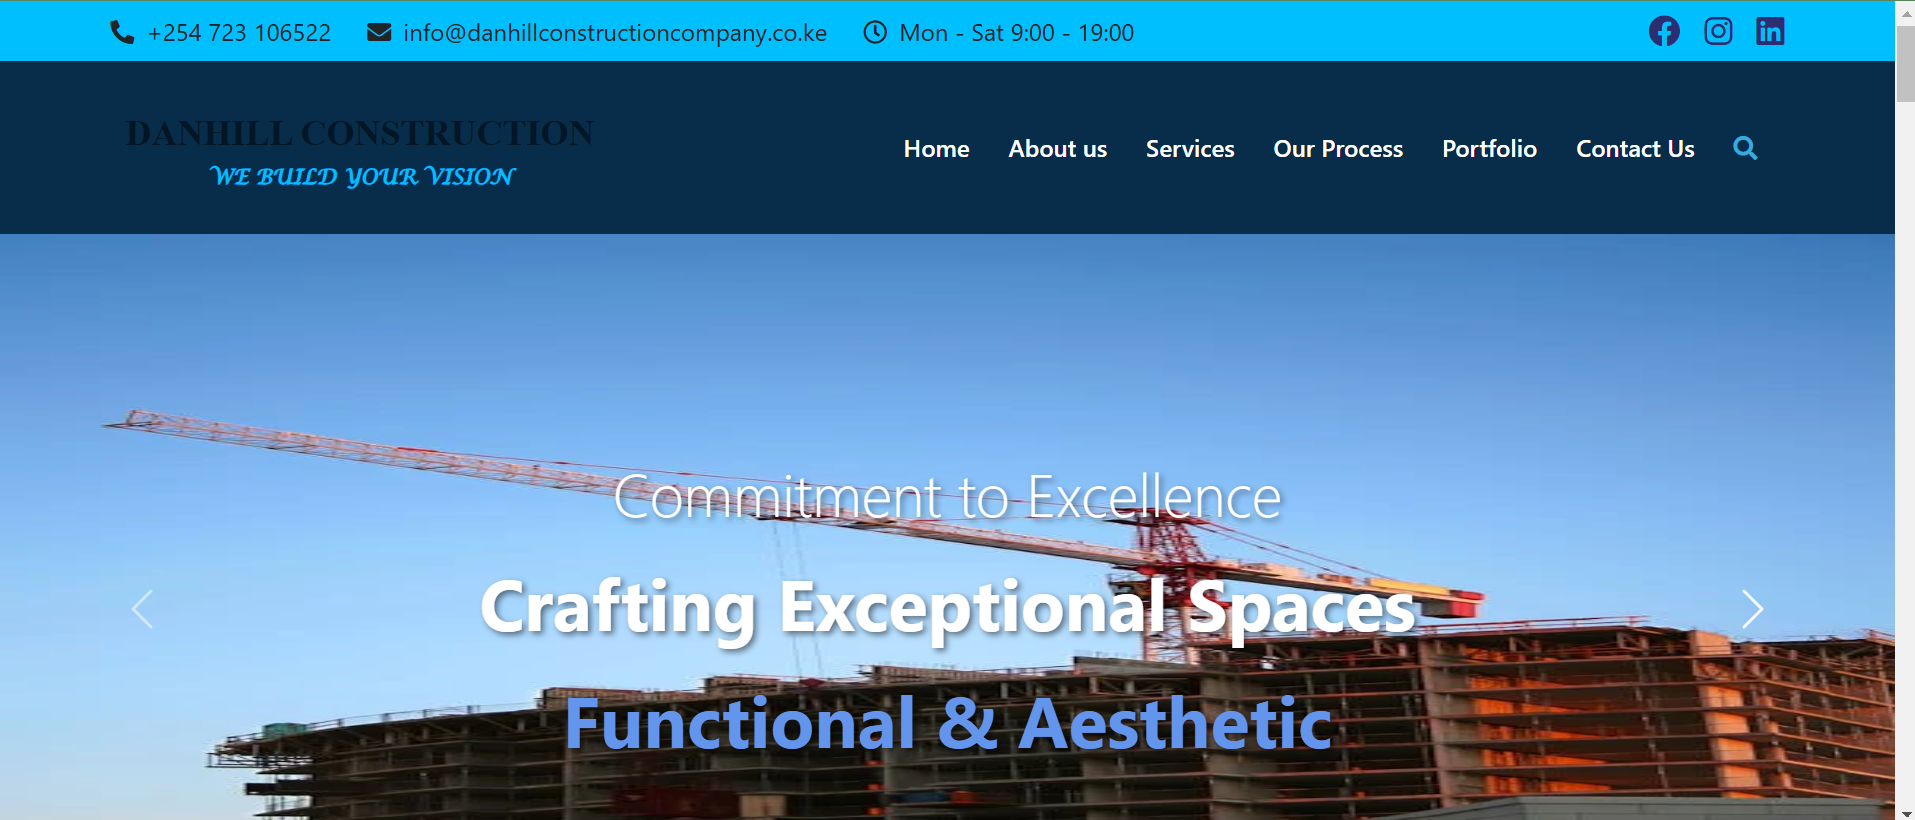 +254 723 106522 info@danhillconstructioncompany.co.ke Mon - Sat 9:00 - 19:00
DANHILL CONSTRUCTION
WE BUILD YOUR VISION
Home About us Services Our Process Portfolio Contact Us
Commitment to Excellence
Crafting Exceptional Spaces
Functional & Aesthetic